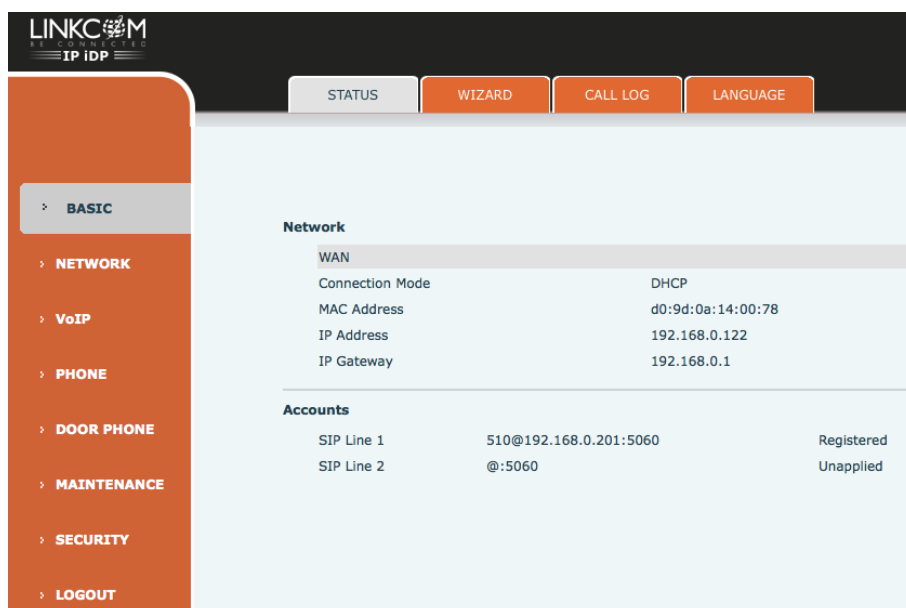 LINKCOM
BE CONNECTED
IP iDP
STATUS WIZARD CALL LOG LANGUAGE
BASIC
NETWORK
VoIP
PHONE
DOOR PHONE
MAINTENANCE
SECURITY
LOGOUT
Network
WAN
Connection Mode DHCP
MAC Address d0:9d:0a:14:00:78
IP Address 192.168.0.122
IP Gateway 192.168.0.1
Accounts
SIP Line 1 510@192.168.0.201:5060 Registered
SIP Line 2 @:5060 Unapplied